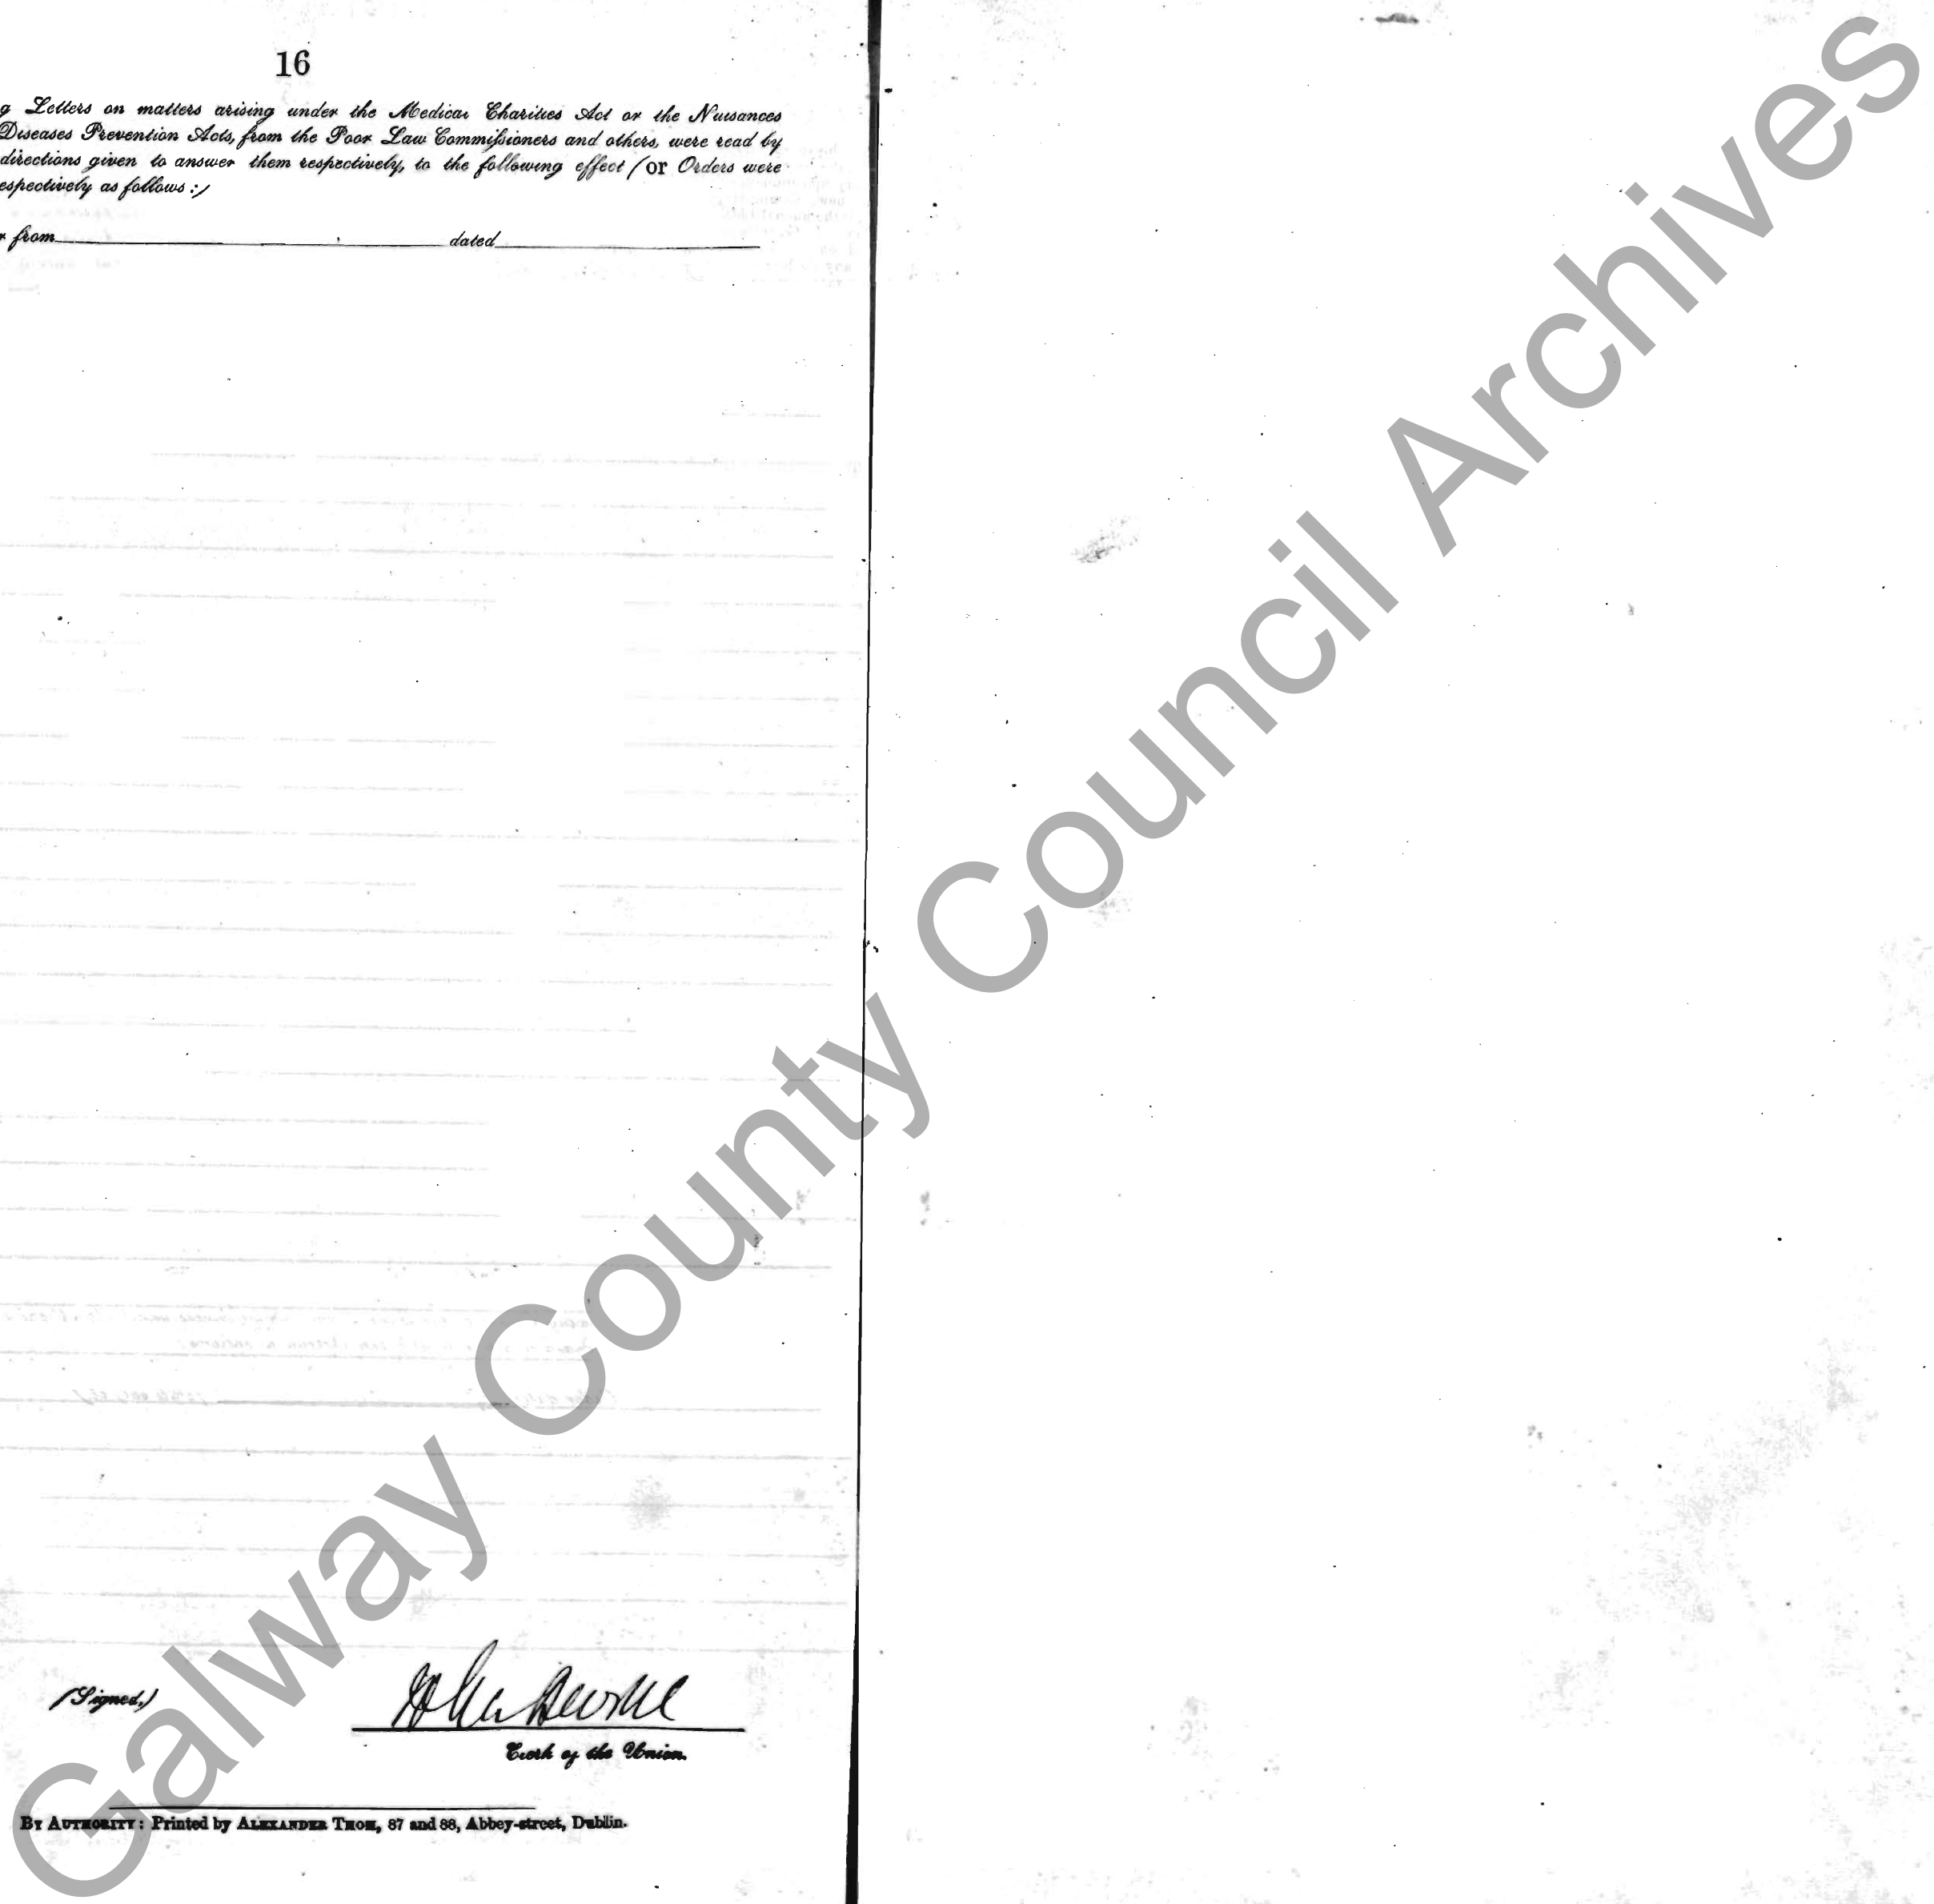 16
g Letters on matters arising under the Medical Charities Act or the Nuisances
Diseases Prevention Acts, from the Poor Law Commissioners and others, were read by
directions given to answer them respectively, to the following effect (or Orders were
espectively as follows:)
r from dated
(Signed,)
Clerk of the Union.
BY AUTHORITY: Printed by ALEXANDER THOM, 87 and 88, Abbey-street, Dublin.
Galway County Council Archives